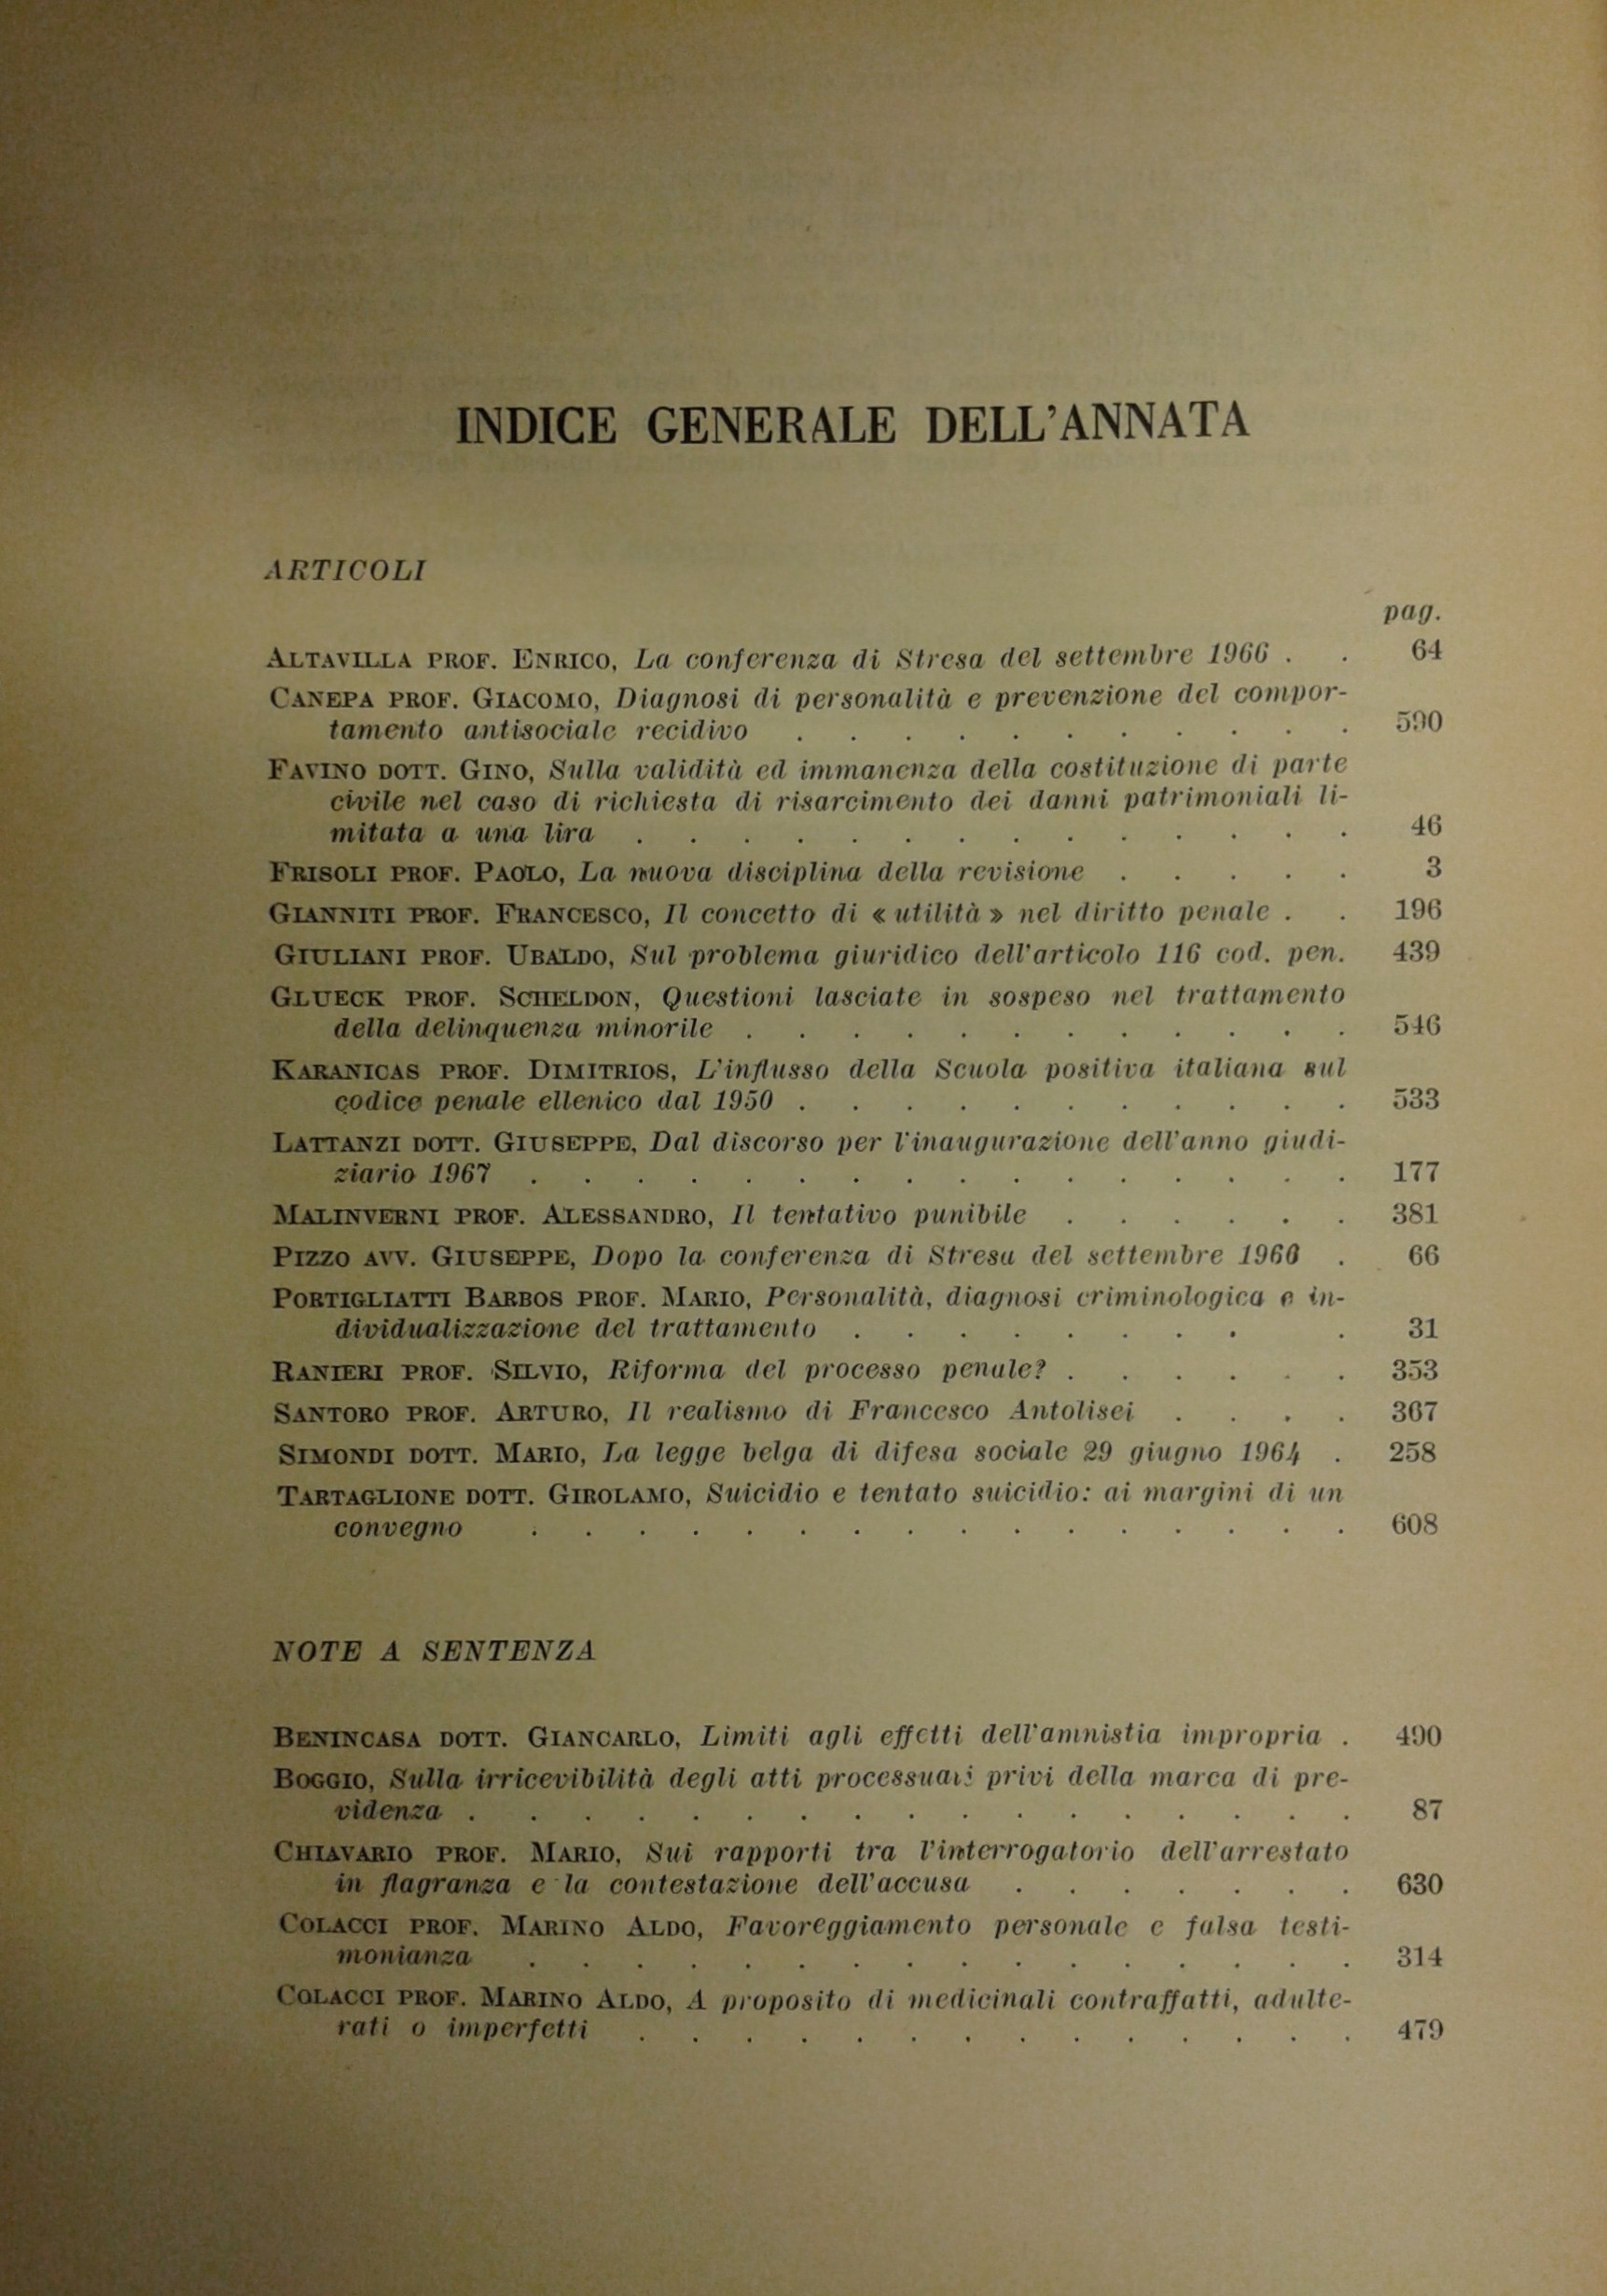 INDICE GENERALE DELL'ANNATA
ARTICOLI
pag.
ALTAVILLA PROF. ENRICO, La conferenza di Stresa del settembre 1966 . . 64
CANEPA PROF. GIACOMO, Diagnosi di personalità e prevenzione del compor-
tamento antisociale recidivo . . . . . . . . . . . 590
FAVINO DOTT. GINO, Sulla validità ed immanenza della costituzione di parte
civile nel caso di richiesta di risarcimento dei danni patrimoniali li-
mitata a una lira . . . . . . . . . . . . . . 46
FRISOLI PROF. PAOLO, La nuova disciplina della revisione . . . . . 3
GIANNITI PROF. FRANCESCO, Il concetto di « utilità » nel diritto penale . . 196
GIULIANI PROF. UBALDO, Sul problema giuridico dell'articolo 116 cod. pen. 439
GLUECK PROF. SCHELDON, Questioni lasciate in sospeso nel trattamento
della delinquenza minorile . . . . . . . . . . . . 546
KARANICAS PROF. DIMITRIOS, L'influsso della Scuola positiva italiana sul
codice penale ellenico dal 1950 . . . . . . . . . . . 533
LATTANZI DOTT. GIUSEPPE, Dal discorso per l'inaugurazione dell'anno giudi-
ziario 1967 . . . . . . . . . . . . . . . . 177
MALINVERNI PROF. ALESSANDRO, Il tentativo punibile . . . . . . 381
PIZZO AVV. GIUSEPPE, Dopo la conferenza di Stresa del settembre 1966 . 66
PORTIGLIATTI BARBOS PROF. MARIO, Personalità, diagnosi criminologica e in-
dividualizzazione del trattamento . . . . . . . . . 31
RANIERI PROF. SILVIO, Riforma del processo penale? . . . . . . 353
SANTORO PROF. ARTURO, Il realismo di Francesco Antolisei . . . . 367
SIMONDI DOTT. MARIO, La legge belga di difesa sociale 29 giugno 1964 . 258
TARTAGLIONE DOTT. GIROLAMO, Suicidio e tentato suicidio: ai margini di un
convegno . . . . . . . . . . . . . . . . 608
NOTE A SENTENZA
BENINCASA DOTT. GIANCARLO, Limiti agli effetti dell'amnistia impropria . 490
BOGGIO, Sulla irricevibilità degli atti processuali privi della marca di pre-
videnza . . . . . . . . . . . . . . . . . 87
CHIAVARIO PROF. MARIO, Sui rapporti tra l'interrogatorio dell'arrestato
in flagranza e la contestazione dell'accusa . . . . . . . 630
COLACCI PROF. MARINO ALDO, Favoreggiamento personale e falsa testi-
monianza . . . . . . . . . . . . . . . . 314
COLACCI PROF. MARINO ALDO, A proposito di medicinali contraffatti, adulte-
rati o imperfetti . . . . . . . . . . . . . . 479